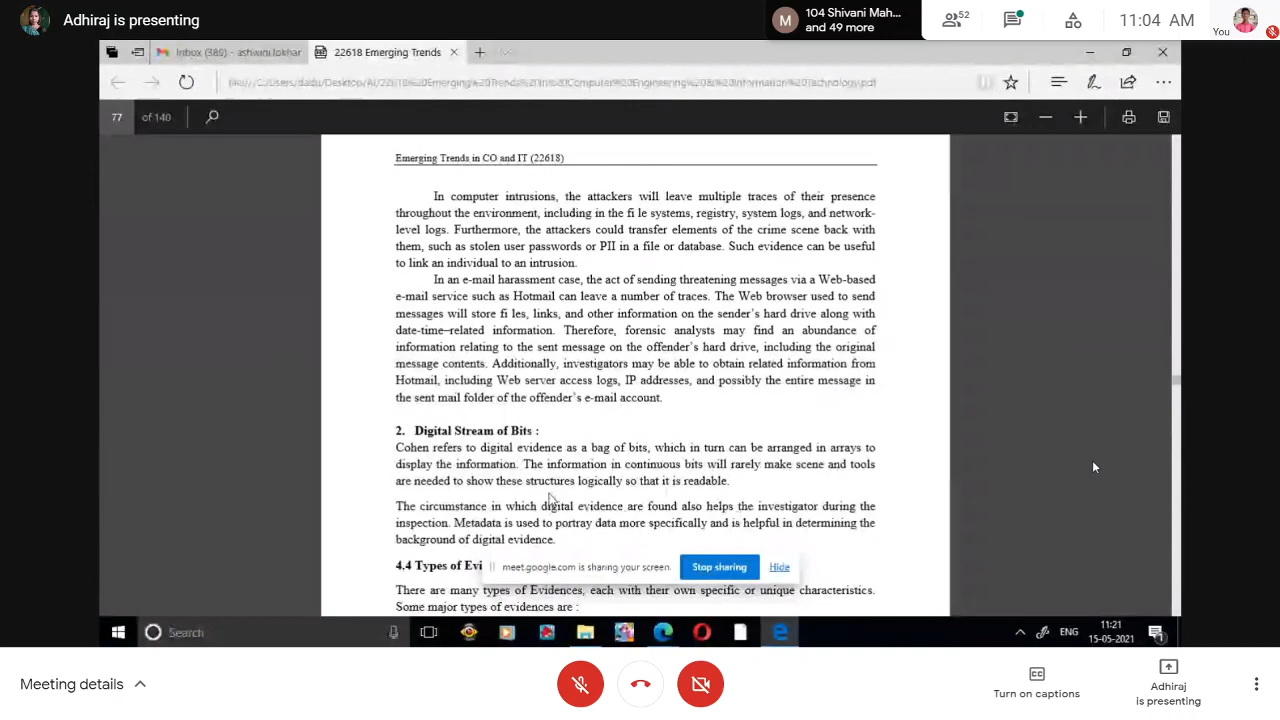 Adhiraj is presenting
104 Shivani Mah...
and 49 more
M
52
11:04 AM
You
Inbox (389) - ashwini.lokhar
22618 Emerging Trends
77 of 140
Emerging Trends in CO and IT (22618)
In computer intrusions, the attackers will leave multiple traces of their presence
throughout the environment, including in the fi le systems, registry, system logs, and network-
level logs. Furthermore, the attackers could transfer elements of the crime scene back with
them, such as stolen user passwords or PII in a file or database. Such evidence can be useful
to link an individual to an intrusion.
In an e-mail harassment case, the act of sending threatening messages via a Web-based
e-mail service such as Hotmail can leave a number of traces. The Web browser used to send
messages will store fi les, links, and other information on the sender's hard drive along with
date-time–related information. Therefore, forensic analysts may find an abundance of
information relating to the sent message on the offender's hard drive, including the original
message contents. Additionally, investigators may be able to obtain related information from
Hotmail, including Web server access logs, IP addresses, and possibly the entire message in
the sent mail folder of the offender's e-mail account.
2. Digital Stream of Bits :
Cohen refers to digital evidence as a bag of bits, which in turn can be arranged in arrays to
display the information. The information in continuous bits will rarely make scene and tools
are needed to show these structures logically so that it is readable.
The circumstance in which digital evidence are found also helps the investigator during the
inspection. Metadata is used to portray data more specifically and is helpful in determining the
background of digital evidence.
4.4 Types of Evi
meet.google.com is sharing your screen. Stop sharing Hide
There are many types of Evidences, each with their own specific or unique characteristics.
Some major types of evidences are :
Search
ENG
11:21
15-05-2021
Meeting details
Turn on captions
Adhiraj
is presenting